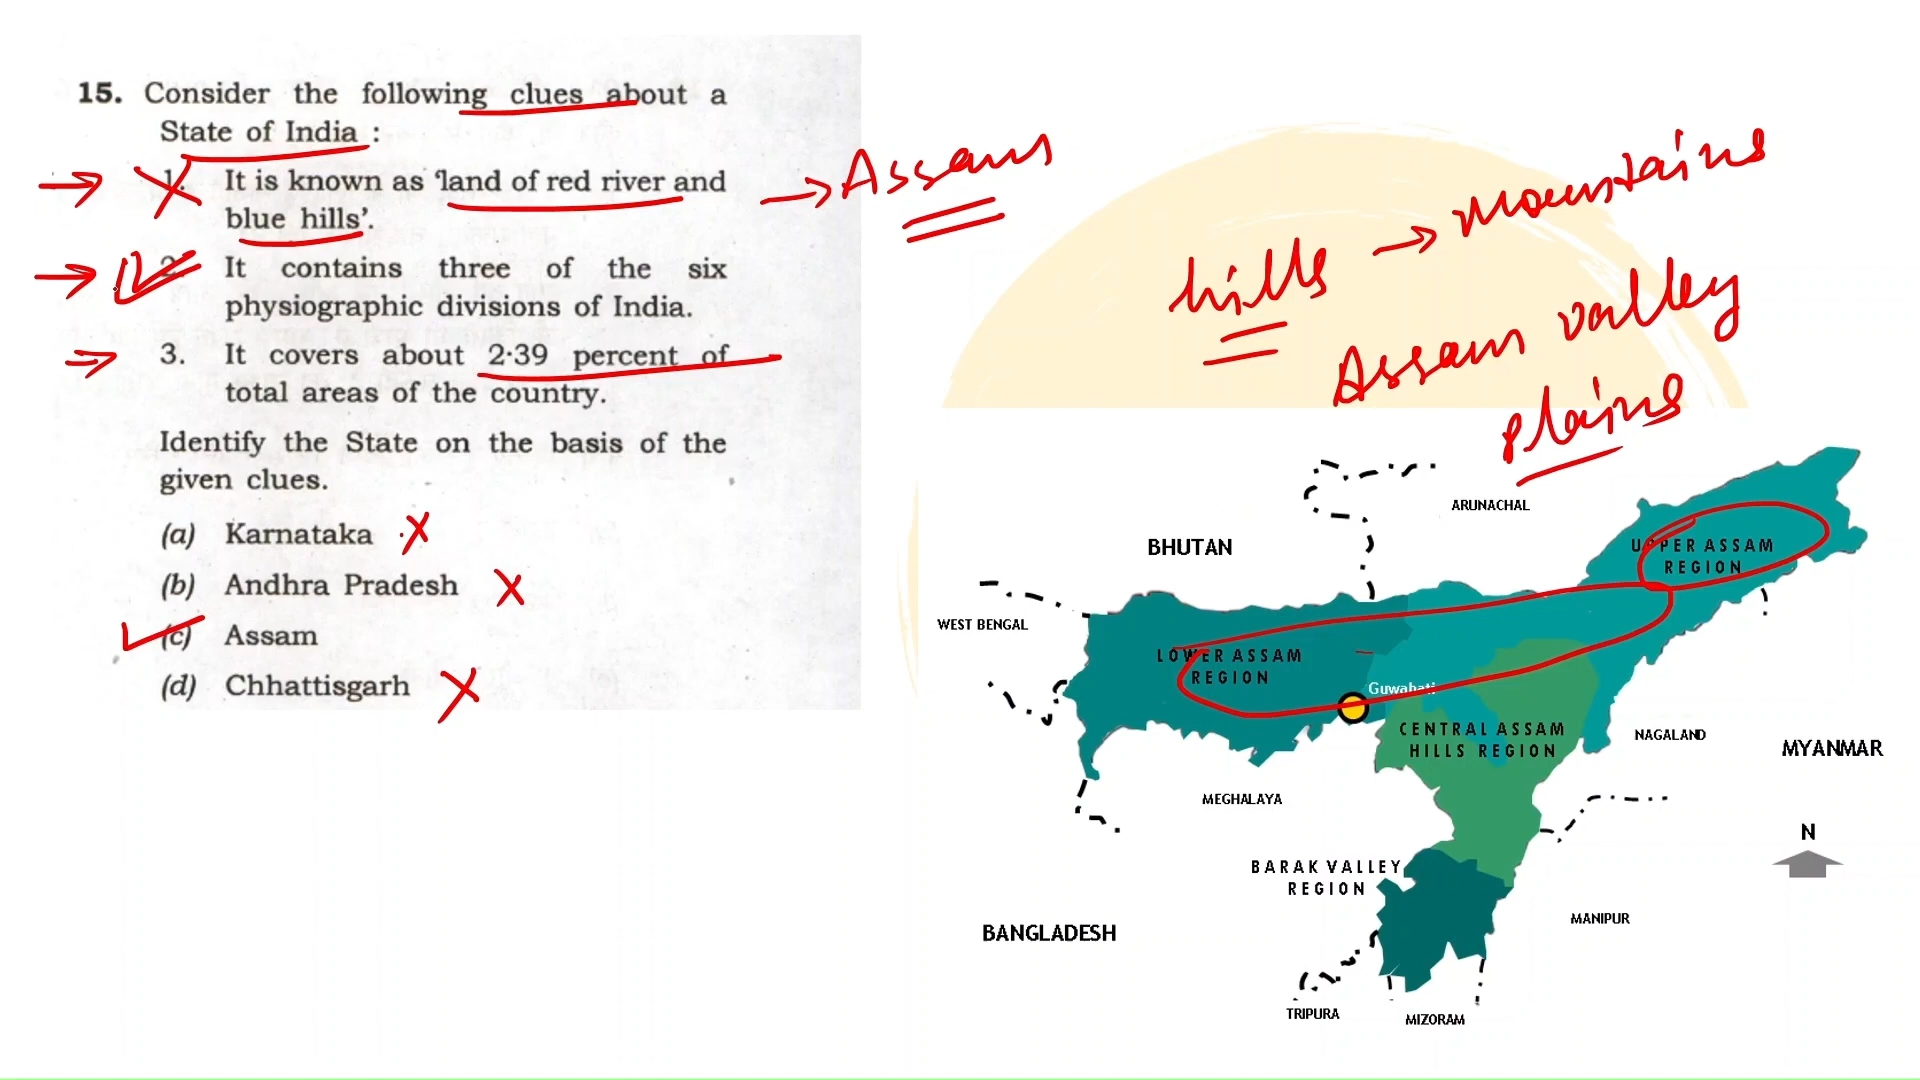 15. Consider the following clues about a
State of India :
1. It is known as 'land of red river and
blue hills'.
2. It contains three of the six
physiographic divisions of India.
3. It covers about 2·39 percent of
total areas of the country.
Identify the State on the basis of the
given clues.
(a) Karnataka
(b) Andhra Pradesh
(c) Assam
(d) Chhattisgarh
Assam
hills → mountains
Assam valley
plains
ARUNACHAL
BHUTAN
UPPER ASSAM
REGION
WEST BENGAL
LOWER ASSAM
REGION
Guwahati
CENTRAL ASSAM
HILLS REGION
NAGALAND
MYANMAR
MEGHALAYA
N
BARAK VALLEY
REGION
MANIPUR
BANGLADESH
TRIPURA
MIZORAM